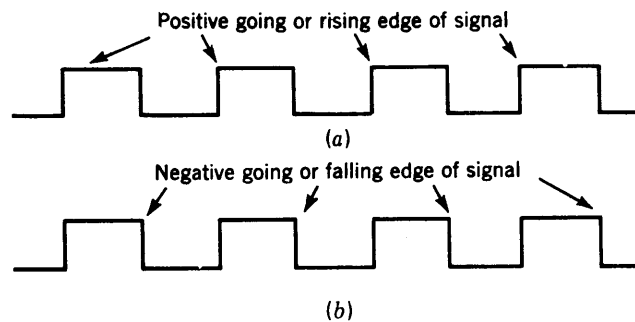 Positive going or rising edge of signal
(a)
Negative going or falling edge of signal
(b)